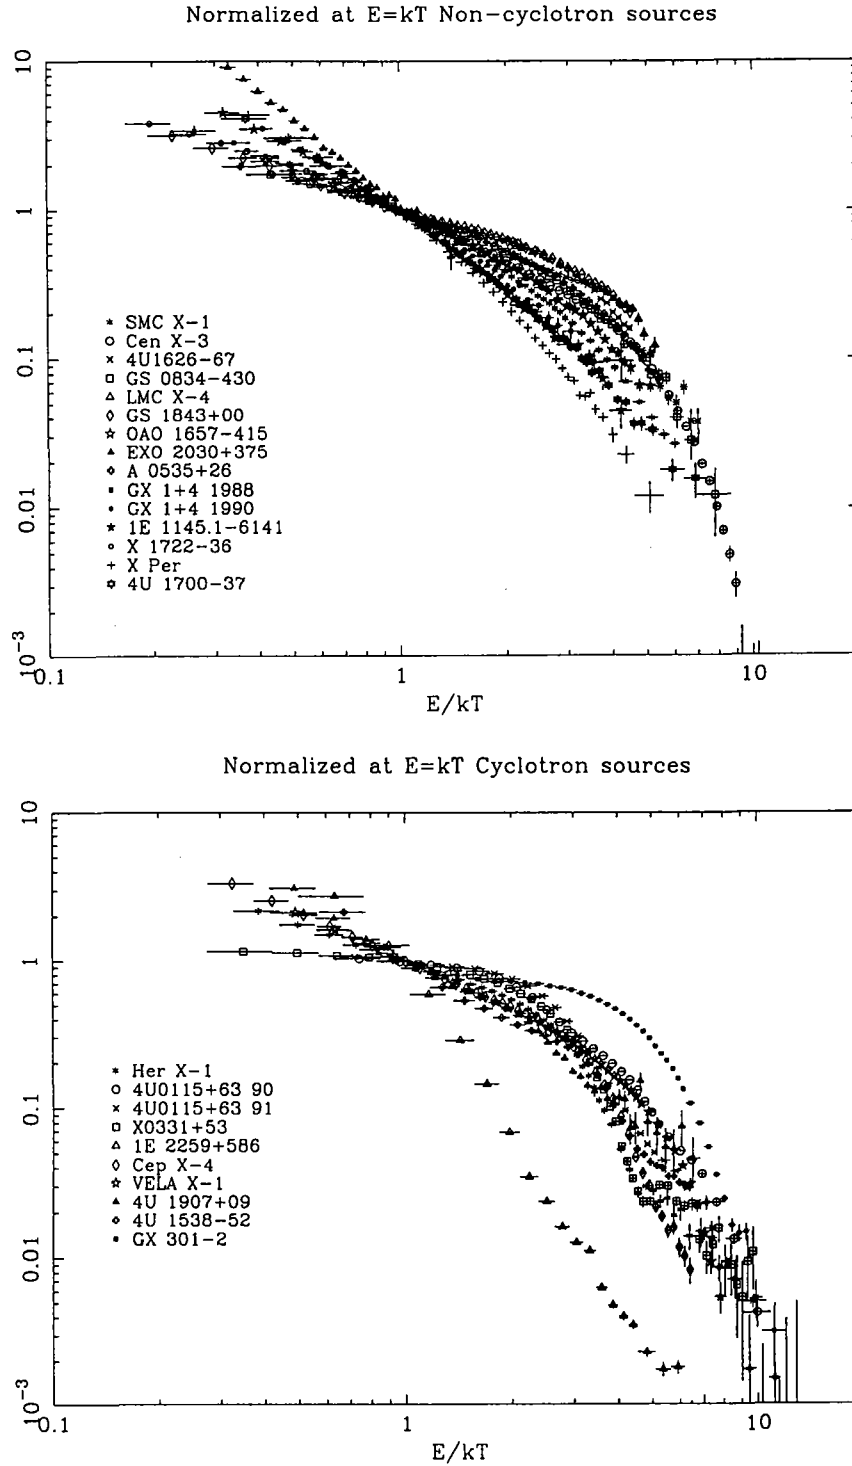 Normalized at E=kT Non-cyclotron sources
10
1
0.1
0.01
10⁻³
SMC X-1
Cen X-3
4U1626-67
GS 0834-430
LMC X-4
GS 1843+00
OAO 1657-415
EXO 2030+375
A 0535+26
GX 1+4 1988
GX 1+4 1990
1E 1145.1-6141
X 1722-36
X Per
4U 1700-37
0.1 1 10
E/kT
Normalized at E=kT Cyclotron sources
10
1
0.1
0.01
10⁻³
Her X-1
4U0115+63 90
4U0115+63 91
X0331+53
1E 2259+586
Cep X-4
VELA X-1
4U 1907+09
4U 1538-52
GX 301-2
0.1 1 10
E/kT